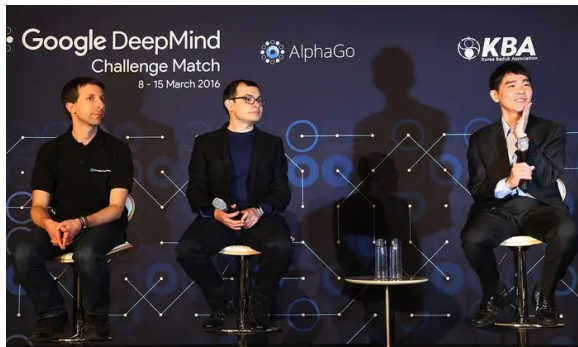 Google DeepMind
Challenge Match
8 - 15 March 2016
AlphaGo
KBA
Korea Baduk Association